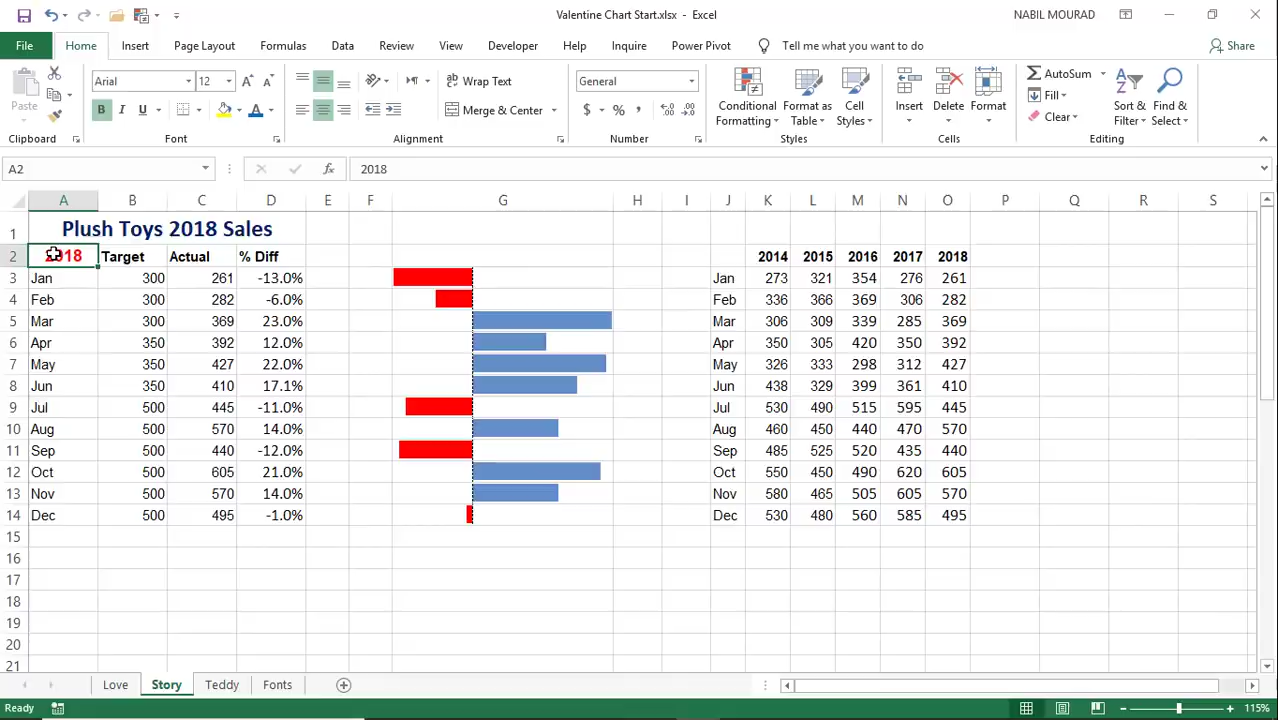 Valentine Chart Start.xlsx - Excel
NABIL MOURAD
File Home Insert Page Layout Formulas Data Review View Developer Help Inquire Power Pivot Tell me what you want to do Share
Paste
Clipboard
Arial 12
B I U
Font
Wrap Text
Merge & Center
Alignment
General
$ % ,
Number
Conditional Formatting
Format as Table
Cell Styles
Styles
Insert Delete Format
Cells
AutoSum
Fill
Clear
Sort & Filter
Find & Select
Editing
A2 fx 2018
A B C D E F G H I J K L M N O P Q R S
1 Plush Toys 2018 Sales
2 2018 Target Actual % Diff 2014 2015 2016 2017 2018
3 Jan 300 261 -13.0% Jan 273 321 354 276 261
4 Feb 300 282 -6.0% Feb 336 366 369 306 282
5 Mar 300 369 23.0% Mar 306 309 339 285 369
6 Apr 350 392 12.0% Apr 350 305 420 350 392
7 May 350 427 22.0% May 326 333 298 312 427
8 Jun 350 410 17.1% Jun 438 329 399 361 410
9 Jul 500 445 -11.0% Jul 530 490 515 595 445
10 Aug 500 570 14.0% Aug 460 450 440 470 570
11 Sep 500 440 -12.0% Sep 485 525 520 435 440
12 Oct 500 605 21.0% Oct 550 450 490 620 605
13 Nov 500 570 14.0% Nov 580 465 505 605 570
14 Dec 500 495 -1.0% Dec 530 480 560 585 495
15
16
17
18
19
20
21
Love Story Teddy Fonts
Ready 115%